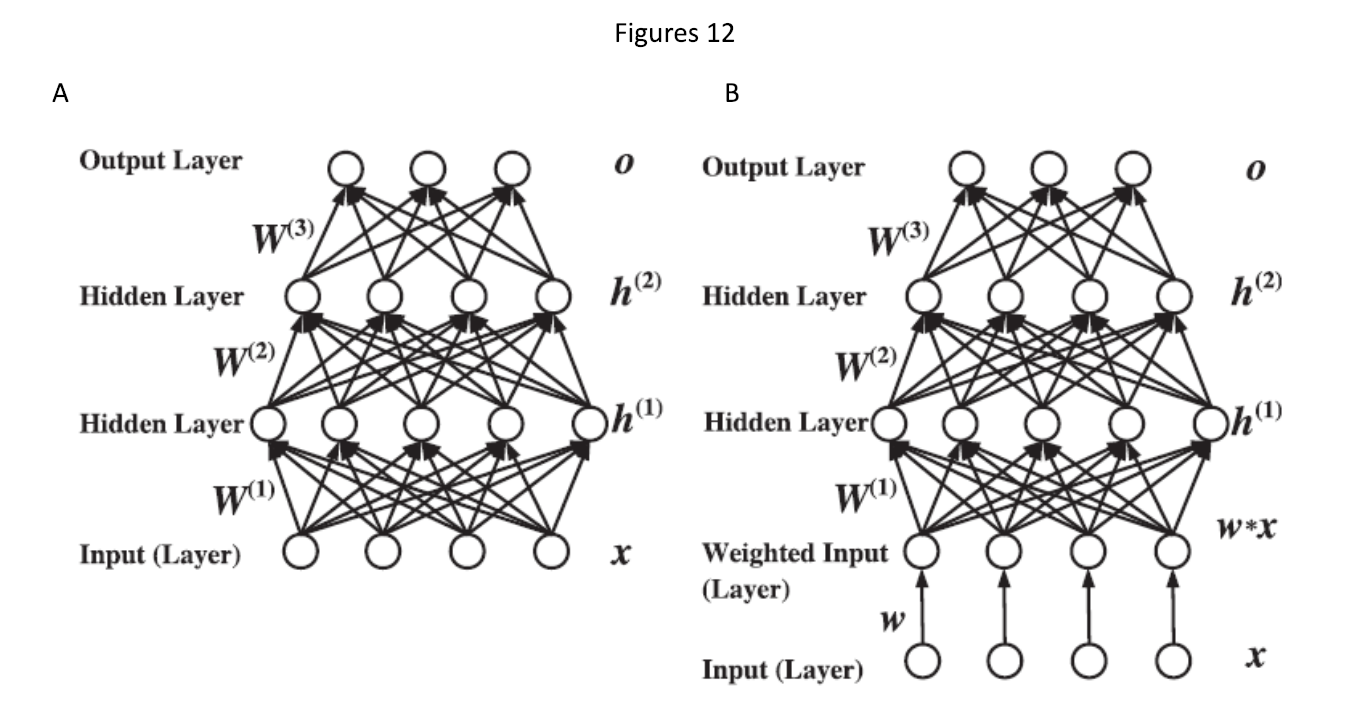 Figures 12
A
B
Output Layer
o
W(3)
Hidden Layer
h(2)
W(2)
Hidden Layer
h(1)
W(1)
Input (Layer)
x
Output Layer
o
W(3)
Hidden Layer
h(2)
W(2)
Hidden Layer
h(1)
W(1)
w*x
Weighted Input
(Layer)
w
Input (Layer)
x